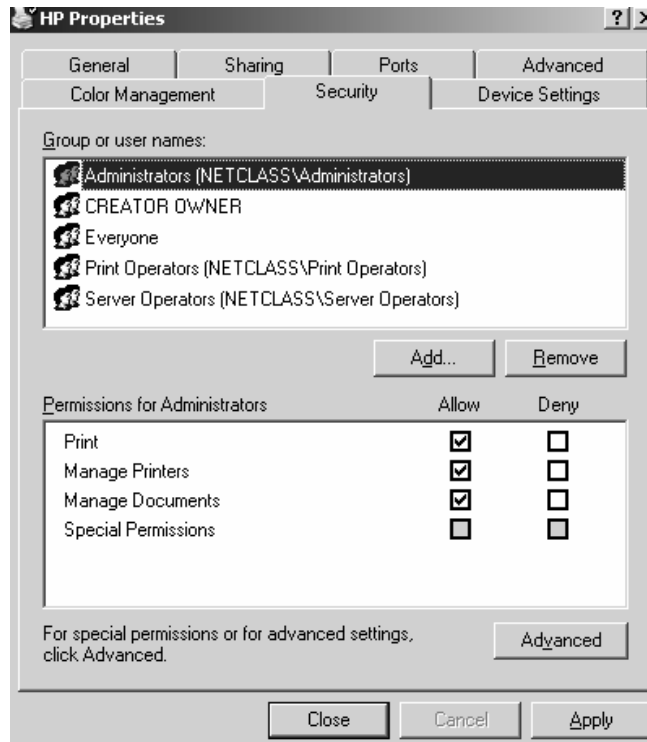 HP Properties ? X
General Sharing Ports Advanced
Color Management Security Device Settings
Group or user names:
Administrators (NETCLASS\Administrators)
CREATOR OWNER
Everyone
Print Operators (NETCLASS\Print Operators)
Server Operators (NETCLASS\Server Operators)
Add... Remove
Permissions for Administrators Allow Deny
Print
Manage Printers
Manage Documents
Special Permissions
For special permissions or for advanced settings, Advanced
click Advanced.
Close Cancel Apply